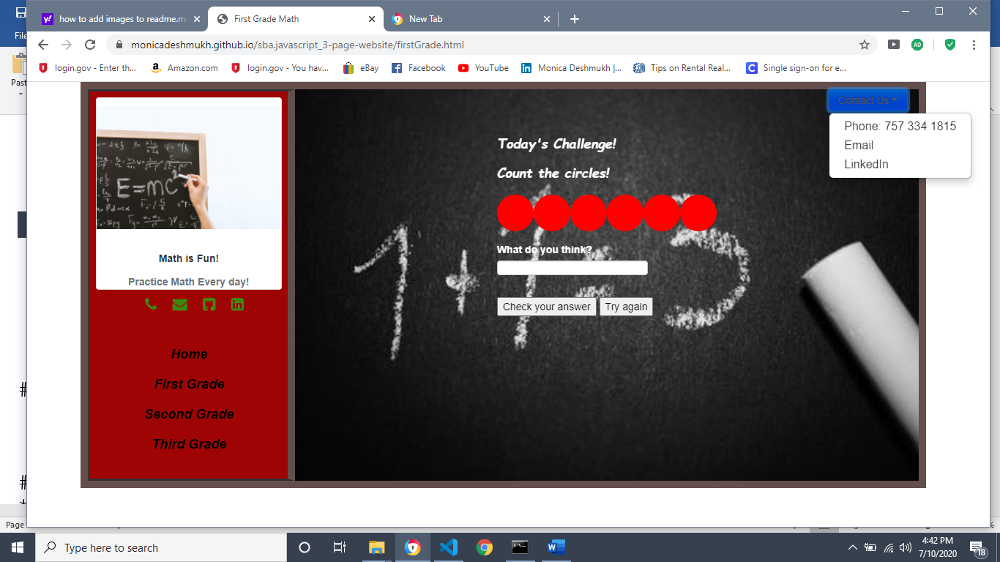 File
Past
how to add images to readme.m
First Grade Math
New Tab
monicadeshmukh.github.io/sba.javascript_3-page-website/firstGrade.html
AD
login.gov - Enter th...
Amazon.com
login.gov - You hav...
eBay
Facebook
YouTube
Monica Deshmukh |...
Tips on Rental Real...
Single sign-on for e...
Contact Us
Phone: 757 334 1815
Email
LinkedIn
E=mc²
Math is Fun!
Practice Math Every day!
Home
First Grade
Second Grade
Third Grade
Today's Challenge!
Count the circles!
What do you think?
Check your answer Try again
#
#
Page
%
Type here to search
4:42 PM
7/10/2020
18